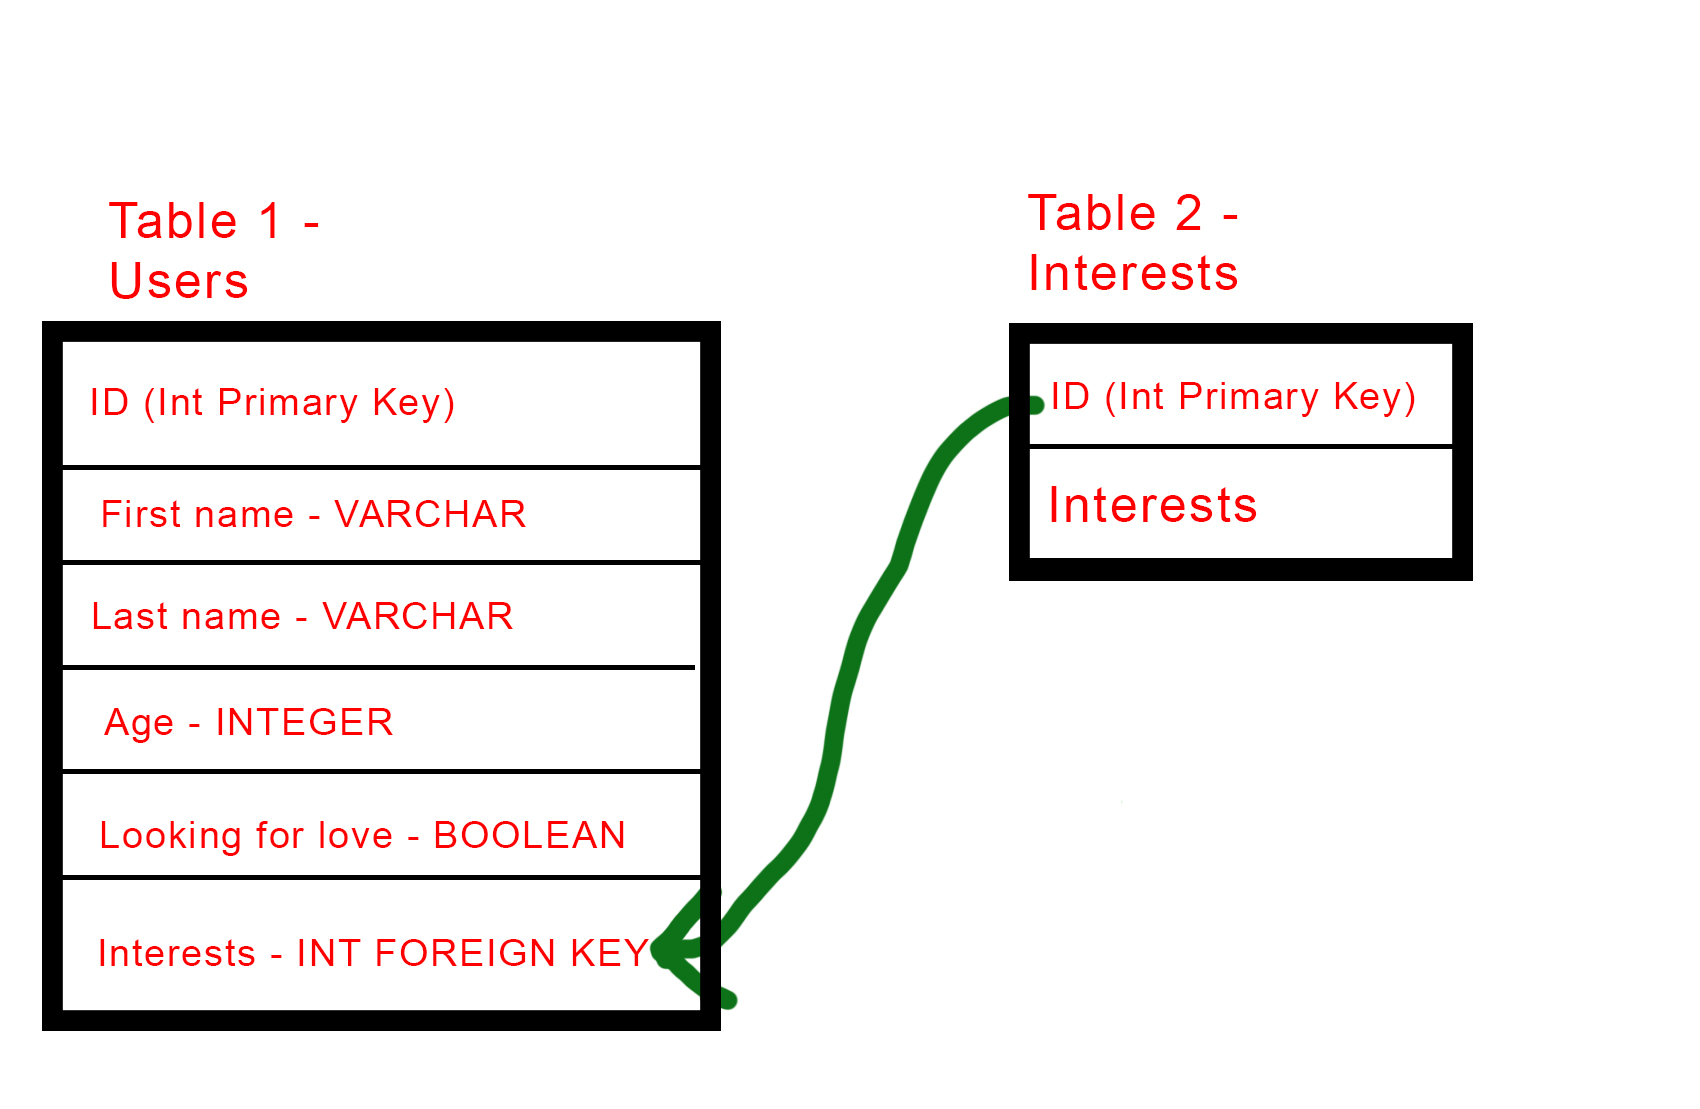 Table 1 -
Users
ID (Int Primary Key)
First name - VARCHAR
Last name - VARCHAR
Age - INTEGER
Looking for love - BOOLEAN
Interests - INT FOREIGN KEY
Table 2 -
Interests
ID (Int Primary Key)
Interests